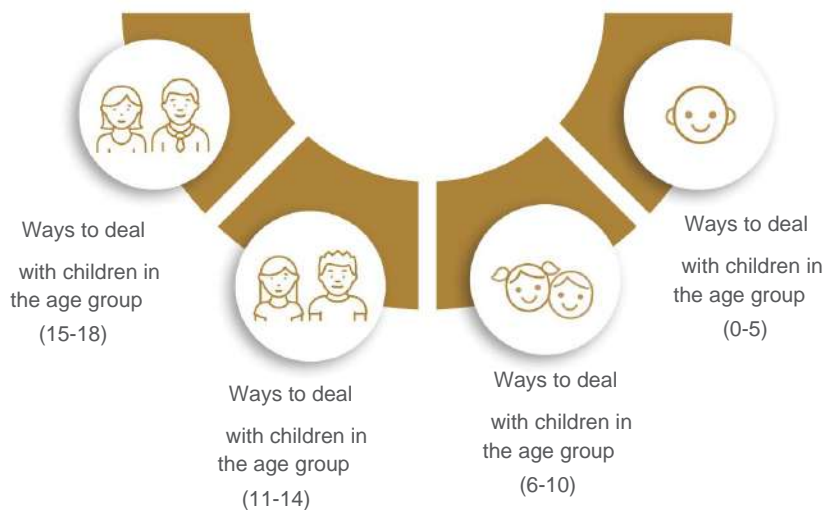 Ways to deal
with children in
the age group
(15-18)
Ways to deal
with children in
the age group
(11-14)
Ways to deal
with children in
the age group
(6-10)
Ways to deal
with children in
the age group
(0-5)